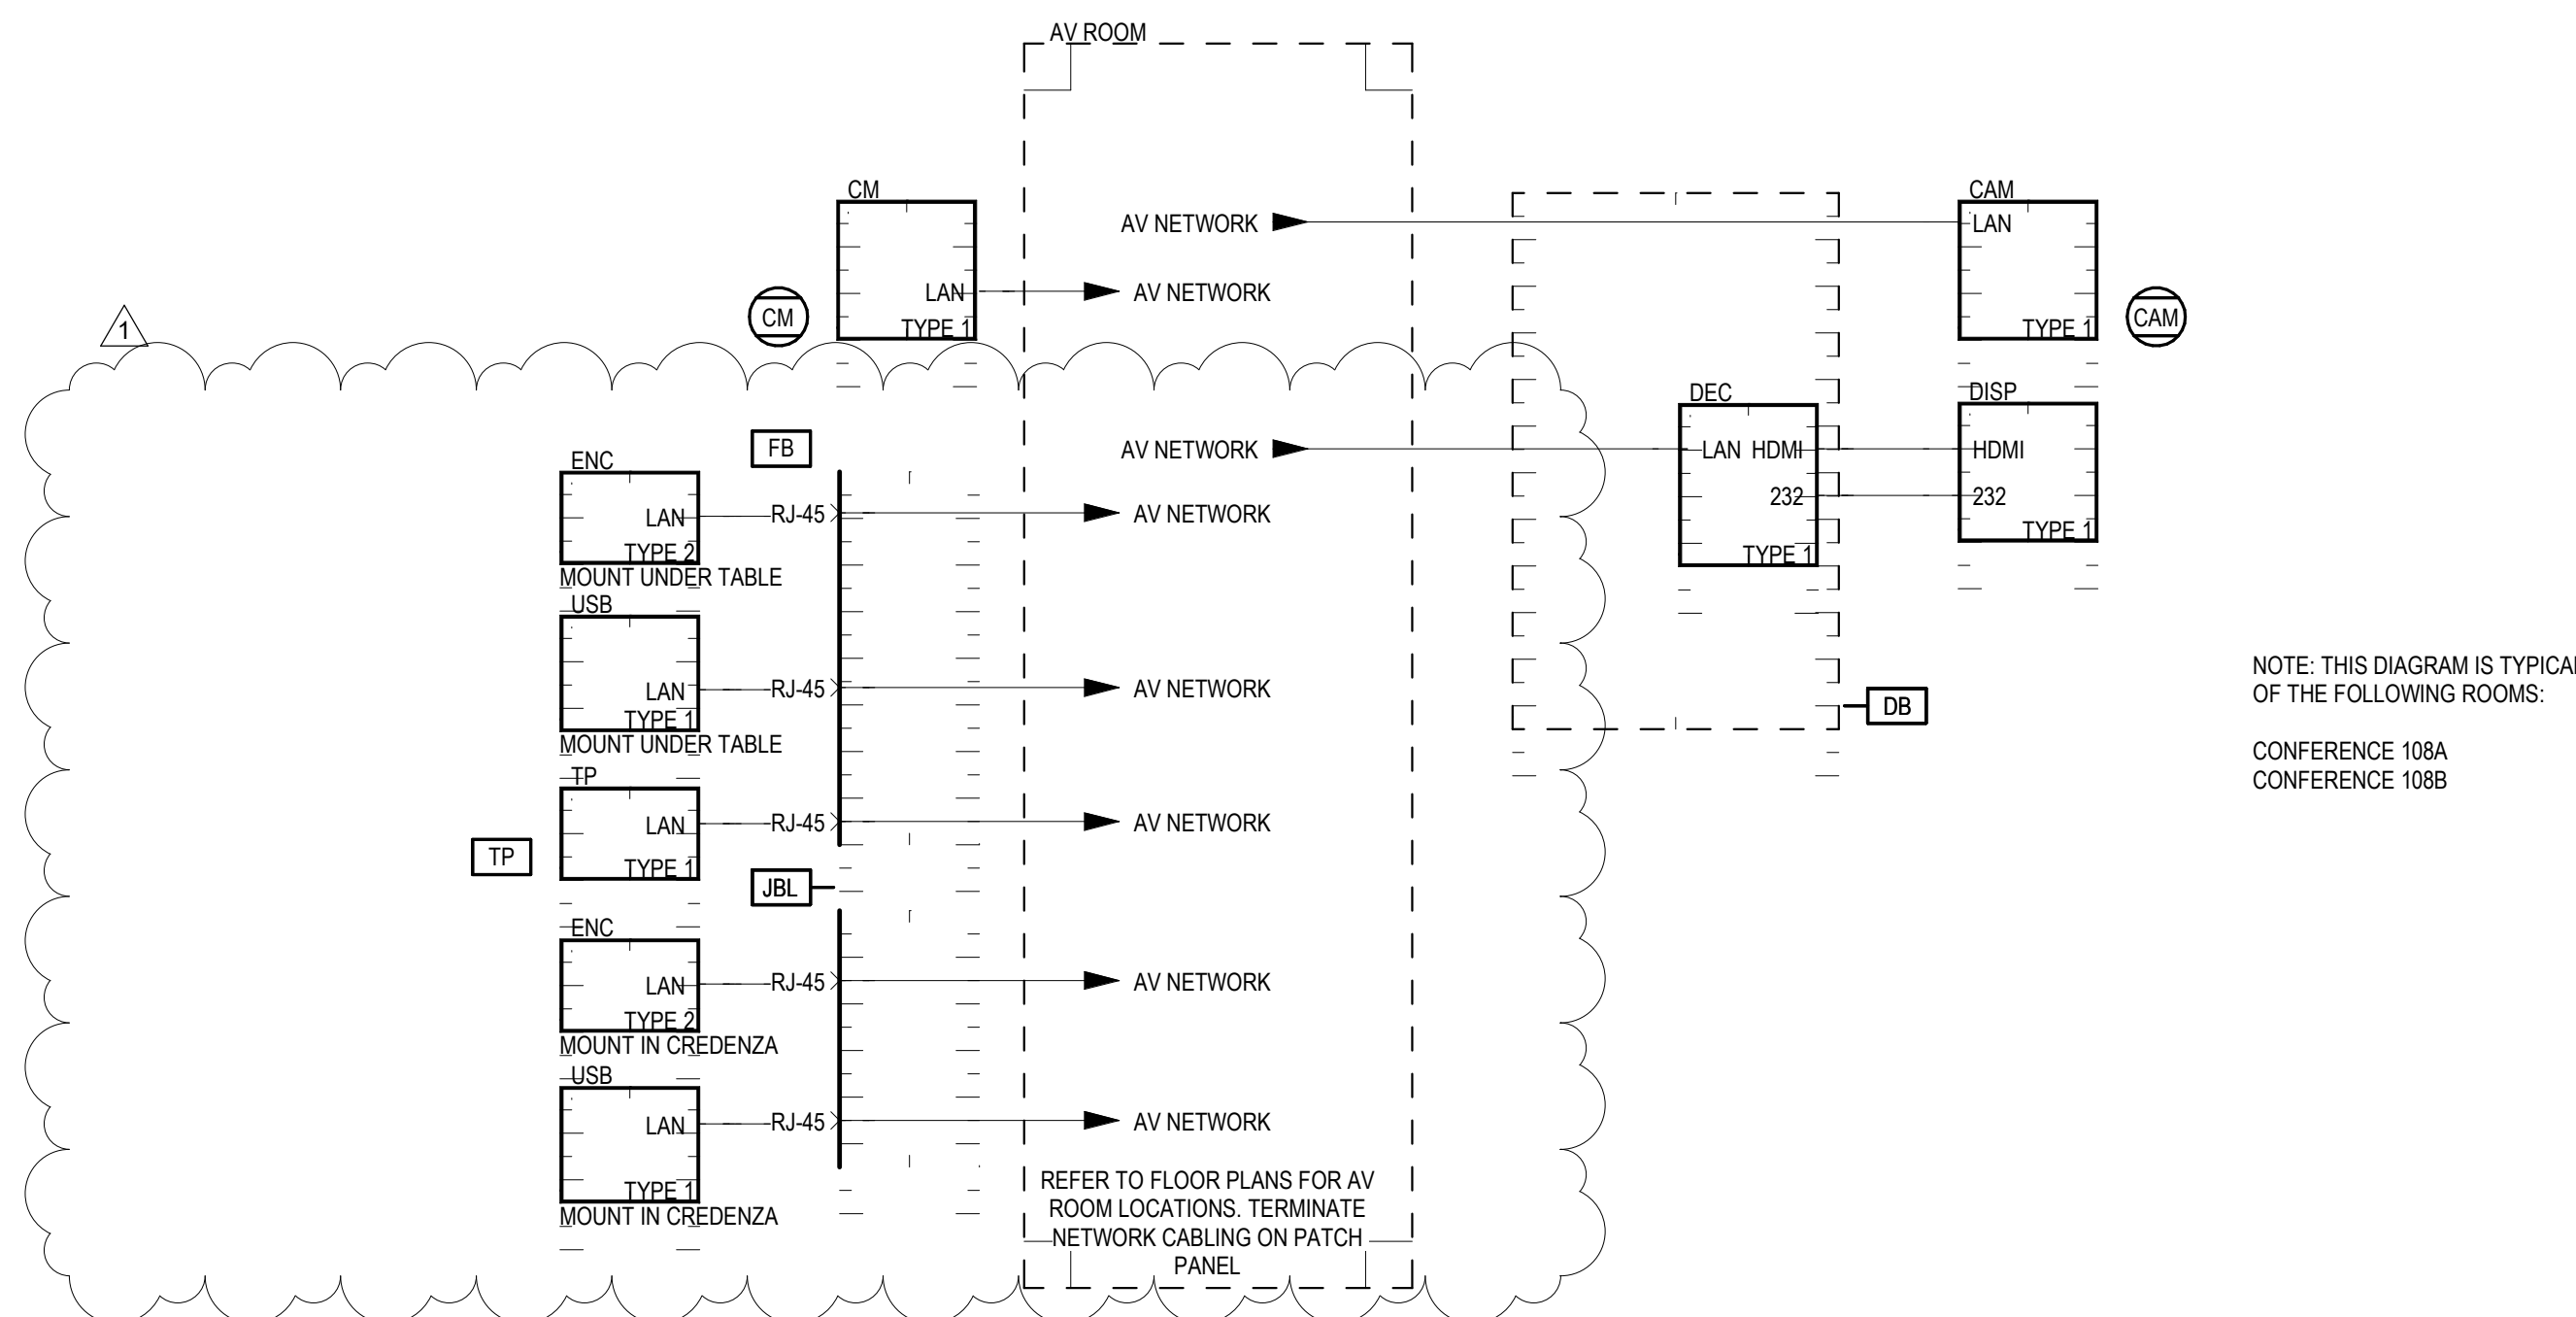 AV ROOM
CM
CAM
AV NETWORK
LAN
LAN
AV NETWORK
CM
TYPE 1
TYPE 1
CAM
1
DEC
DISP
FB
AV NETWORK
LAN HDMI
HDMI
ENC
232
232
LAN
RJ-45
AV NETWORK
TYPE 2
TYPE 1
TYPE 1
MOUNT UNDER TABLE
USB
LAN
RJ-45
AV NETWORK
TYPE 1
DB
MOUNT UNDER TABLE
NOTE: THIS DIAGRAM IS TYPICAL
OF THE FOLLOWING ROOMS:
CONFERENCE 108A
CONFERENCE 108B
TP
LAN
RJ-45
AV NETWORK
TP
TYPE 1
JBL
ENC
LAN
RJ-45
AV NETWORK
TYPE 2
MOUNT IN CREDENZA
USB
LAN
RJ-45
AV NETWORK
TYPE 1
MOUNT IN CREDENZA
REFER TO FLOOR PLANS FOR AV
ROOM LOCATIONS. TERMINATE
NETWORK CABLING ON PATCH
PANEL